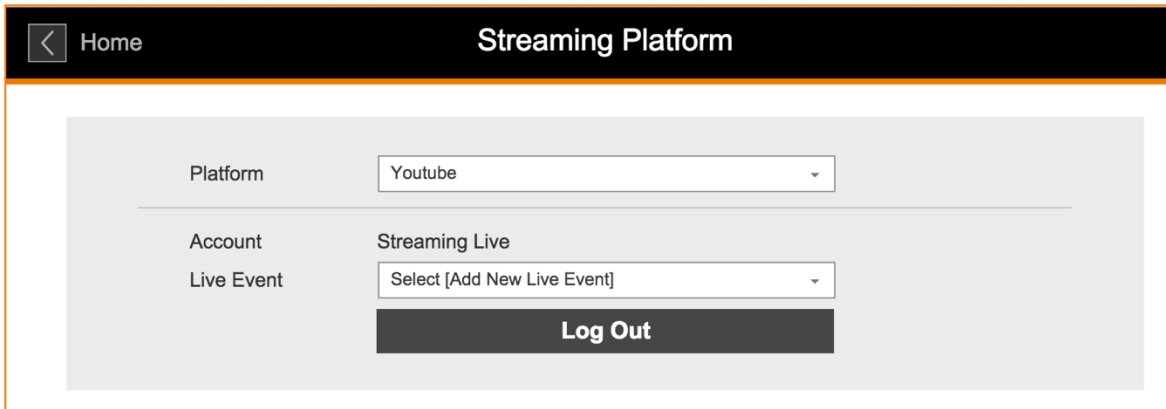 Home
Streaming Platform
Platform
Youtube
Account
Streaming Live
Live Event
Select [Add New Live Event]
Log Out